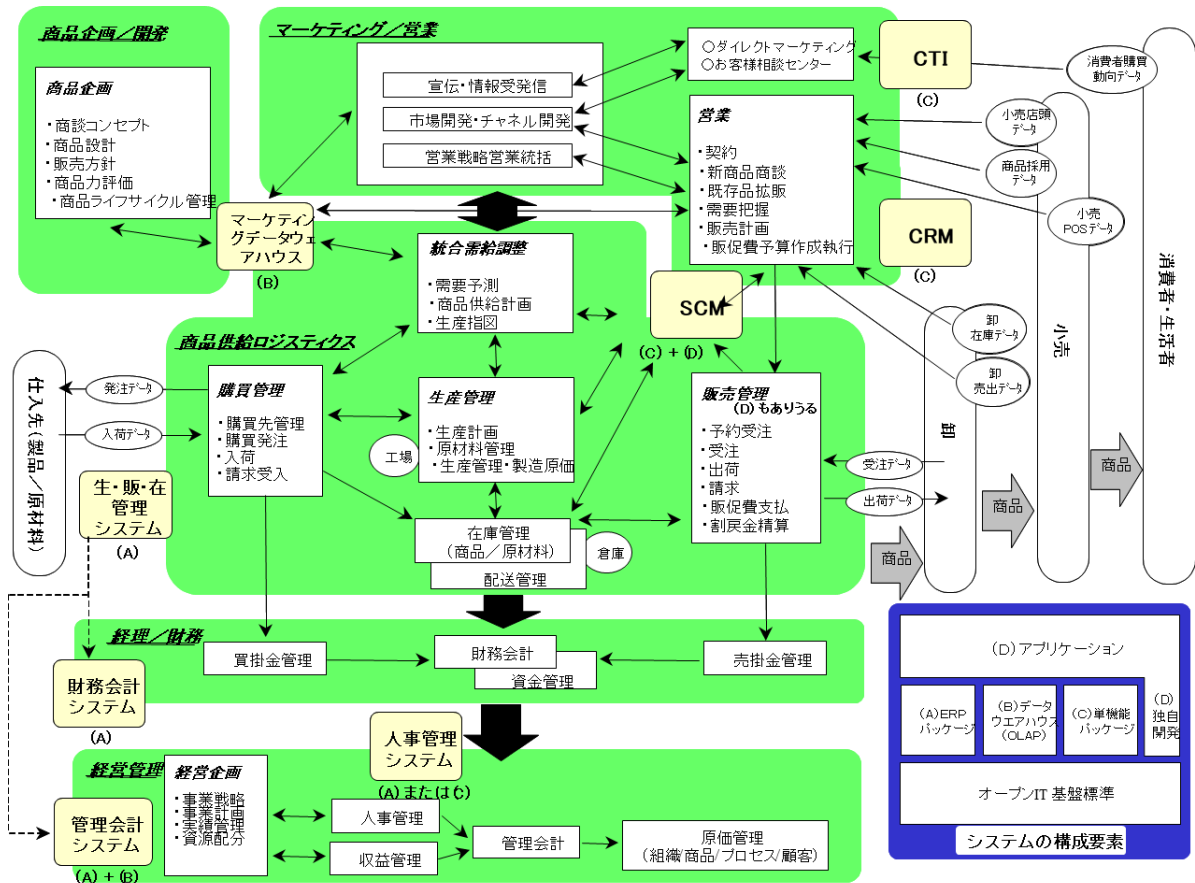 商品企画／開発
商品企画
・商談コンセプト
・商品設計
・販売方針
・商品力評価
・商品ライフサイクル管理
マーケティング／営業
宣伝・情報受発信
市場開発・チャネル開発
営業戦略営業統括
○ダイレクトマーケティング
○お客様相談センター
CTI
(C)
営業
・契約
・新商品商談
・既存品拡販
・需要把握
・販売計画
・販促費予算作成執行
CRM
(C)
消費者購買
動向データ
小売店頭
データ
商品採用
データ
小売
POSデータ
卸
在庫データ
卸
売出データ
消費者・生活者
小売
卸
マーケティン
グデータウェ
アハウス
(B)
統合需給調整
・需要予測
・商品供給計画
・生産指図
SCM
(C)+(D)
商品供給ロジスティクス
仕入先(製品／原材料)
発注データ
入荷データ
購買管理
・購買先管理
・購買発注
・入荷
・請求受入
生産管理
・生産計画
・原材料管理
・生産管理・製造原価
工場
在庫管理
(商品／原材料)
配送管理
倉庫
販売管理
(D)もありうる
・予約受注
・受注
・出荷
・請求
・販促費支払
・割戻金精算
受注データ
出荷データ
商品
商品
商品
生・販・在
管理
システム
(A)
経理／財務
買掛金管理
財務会計
資金管理
売掛金管理
財務会計
システム
(A)
人事管理
システム
(A)または(C)
経営管理
経営企画
・事業戦略
・事業計画
・実績管理
・資源配分
人事管理
収益管理
管理会計
原価管理
(組織/商品/プロセス/顧客)
管理会計
システム
(A)+(B)
(D)アプリケーション
(A)ERP
パッケージ
(B)データ
ウエアハウス
(OLAP)
(C)単機能
パッケージ
(D)
独自
開発
オープンIT 基盤標準
システムの構成要素